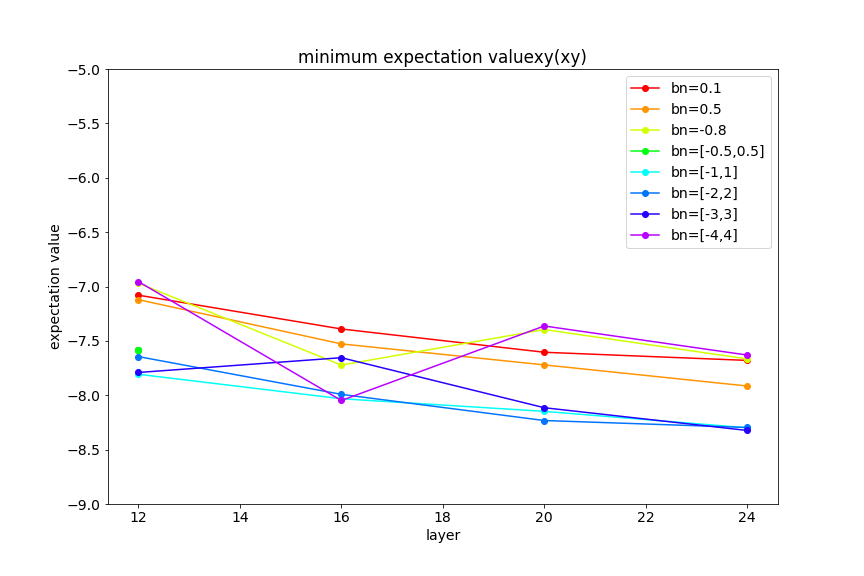 minimum expectation valuexy(xy)
−5.0
−5.5
−6.0
−6.5
−7.0
−7.5
−8.0
−8.5
−9.0
expectation value
bn=0.1
bn=0.5
bn=-0.8
bn=[-0.5,0.5]
bn=[-1,1]
bn=[-2,2]
bn=[-3,3]
bn=[-4,4]
12 14 16 18 20 22 24
layer